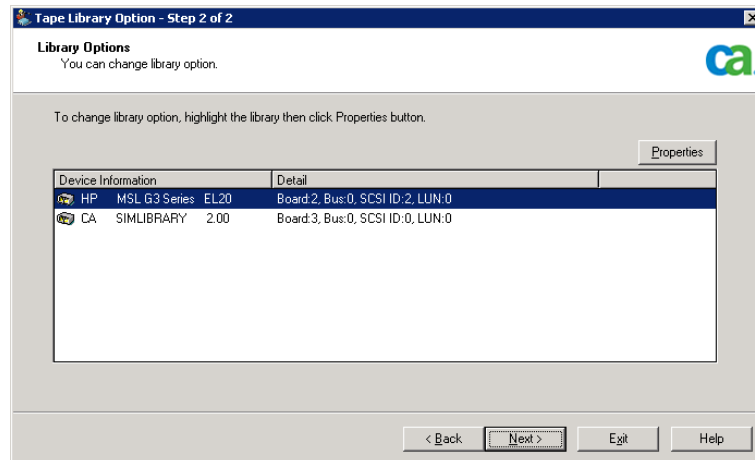 Tape Library Option - Step 2 of 2
Library Options
You can change library option.
ca.
To change library option, highlight the library then click Properties button.
Properties
Device Information Detail
HP MSL G3 Series EL20 Board:2, Bus:0, SCSI ID:2, LUN:0
CA SIMLIBRARY 2.00 Board:3, Bus:0, SCSI ID:0, LUN:0
< Back Next > Exit Help